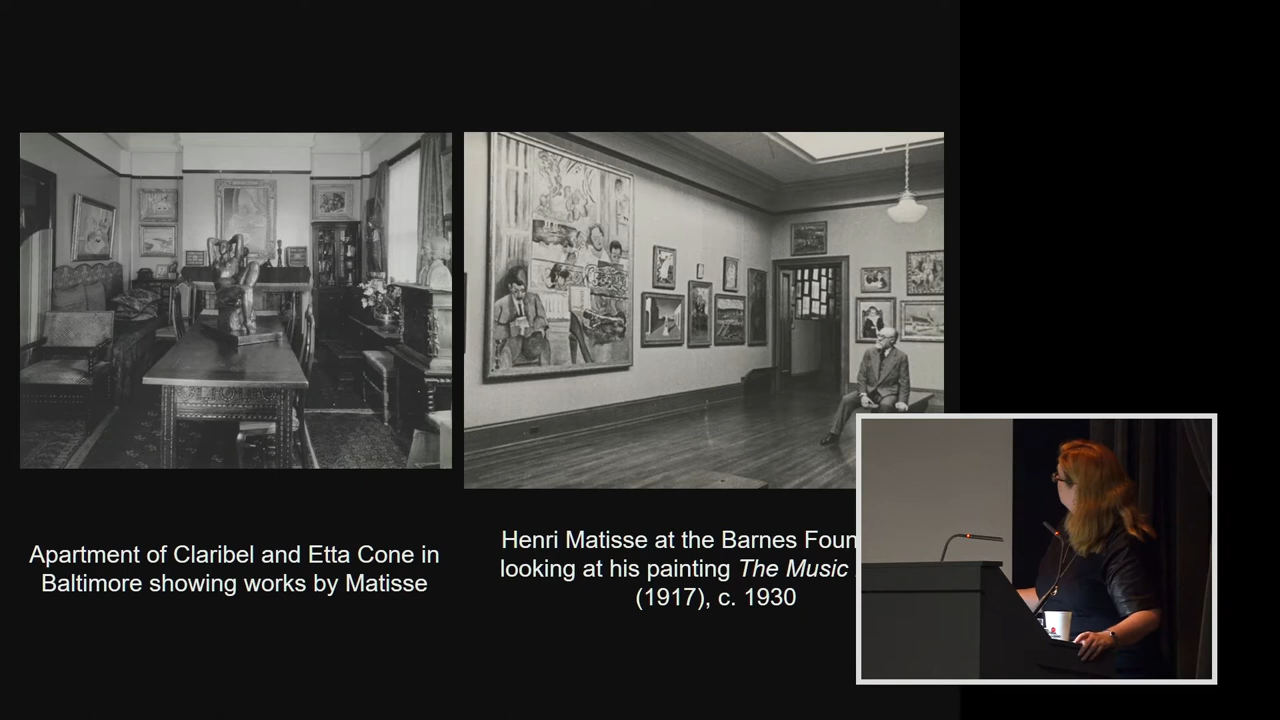 Apartment of Claribel and Etta Cone in
Baltimore showing works by Matisse
Henri Matisse at the Barnes
looking at his painting The Music
(1917), c. 1930